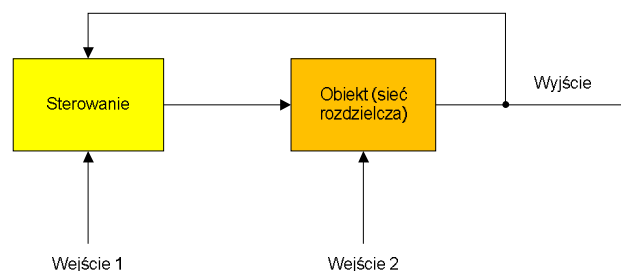 Sterowanie
Obiekt (sieć
rozdzielcza)
Wyjście
Wejście 1
Wejście 2